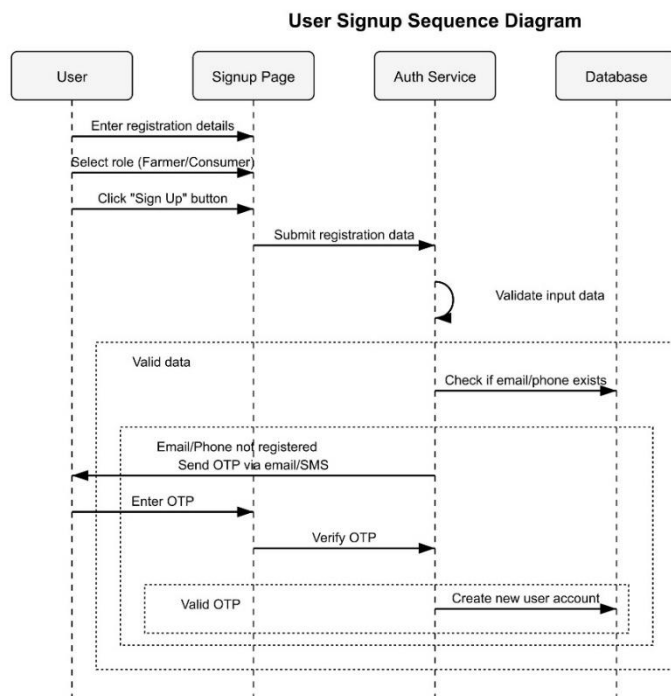 User Signup Sequence Diagram
User
Signup Page
Auth Service
Database
Enter registration details
Select role (Farmer/Consumer)
Click "Sign Up" button
Submit registration data
Validate input data
Valid data
Check if email/phone exists
Email/Phone not registered
Send OTP via email/SMS
Enter OTP
Verify OTP
Valid OTP
Create new user account